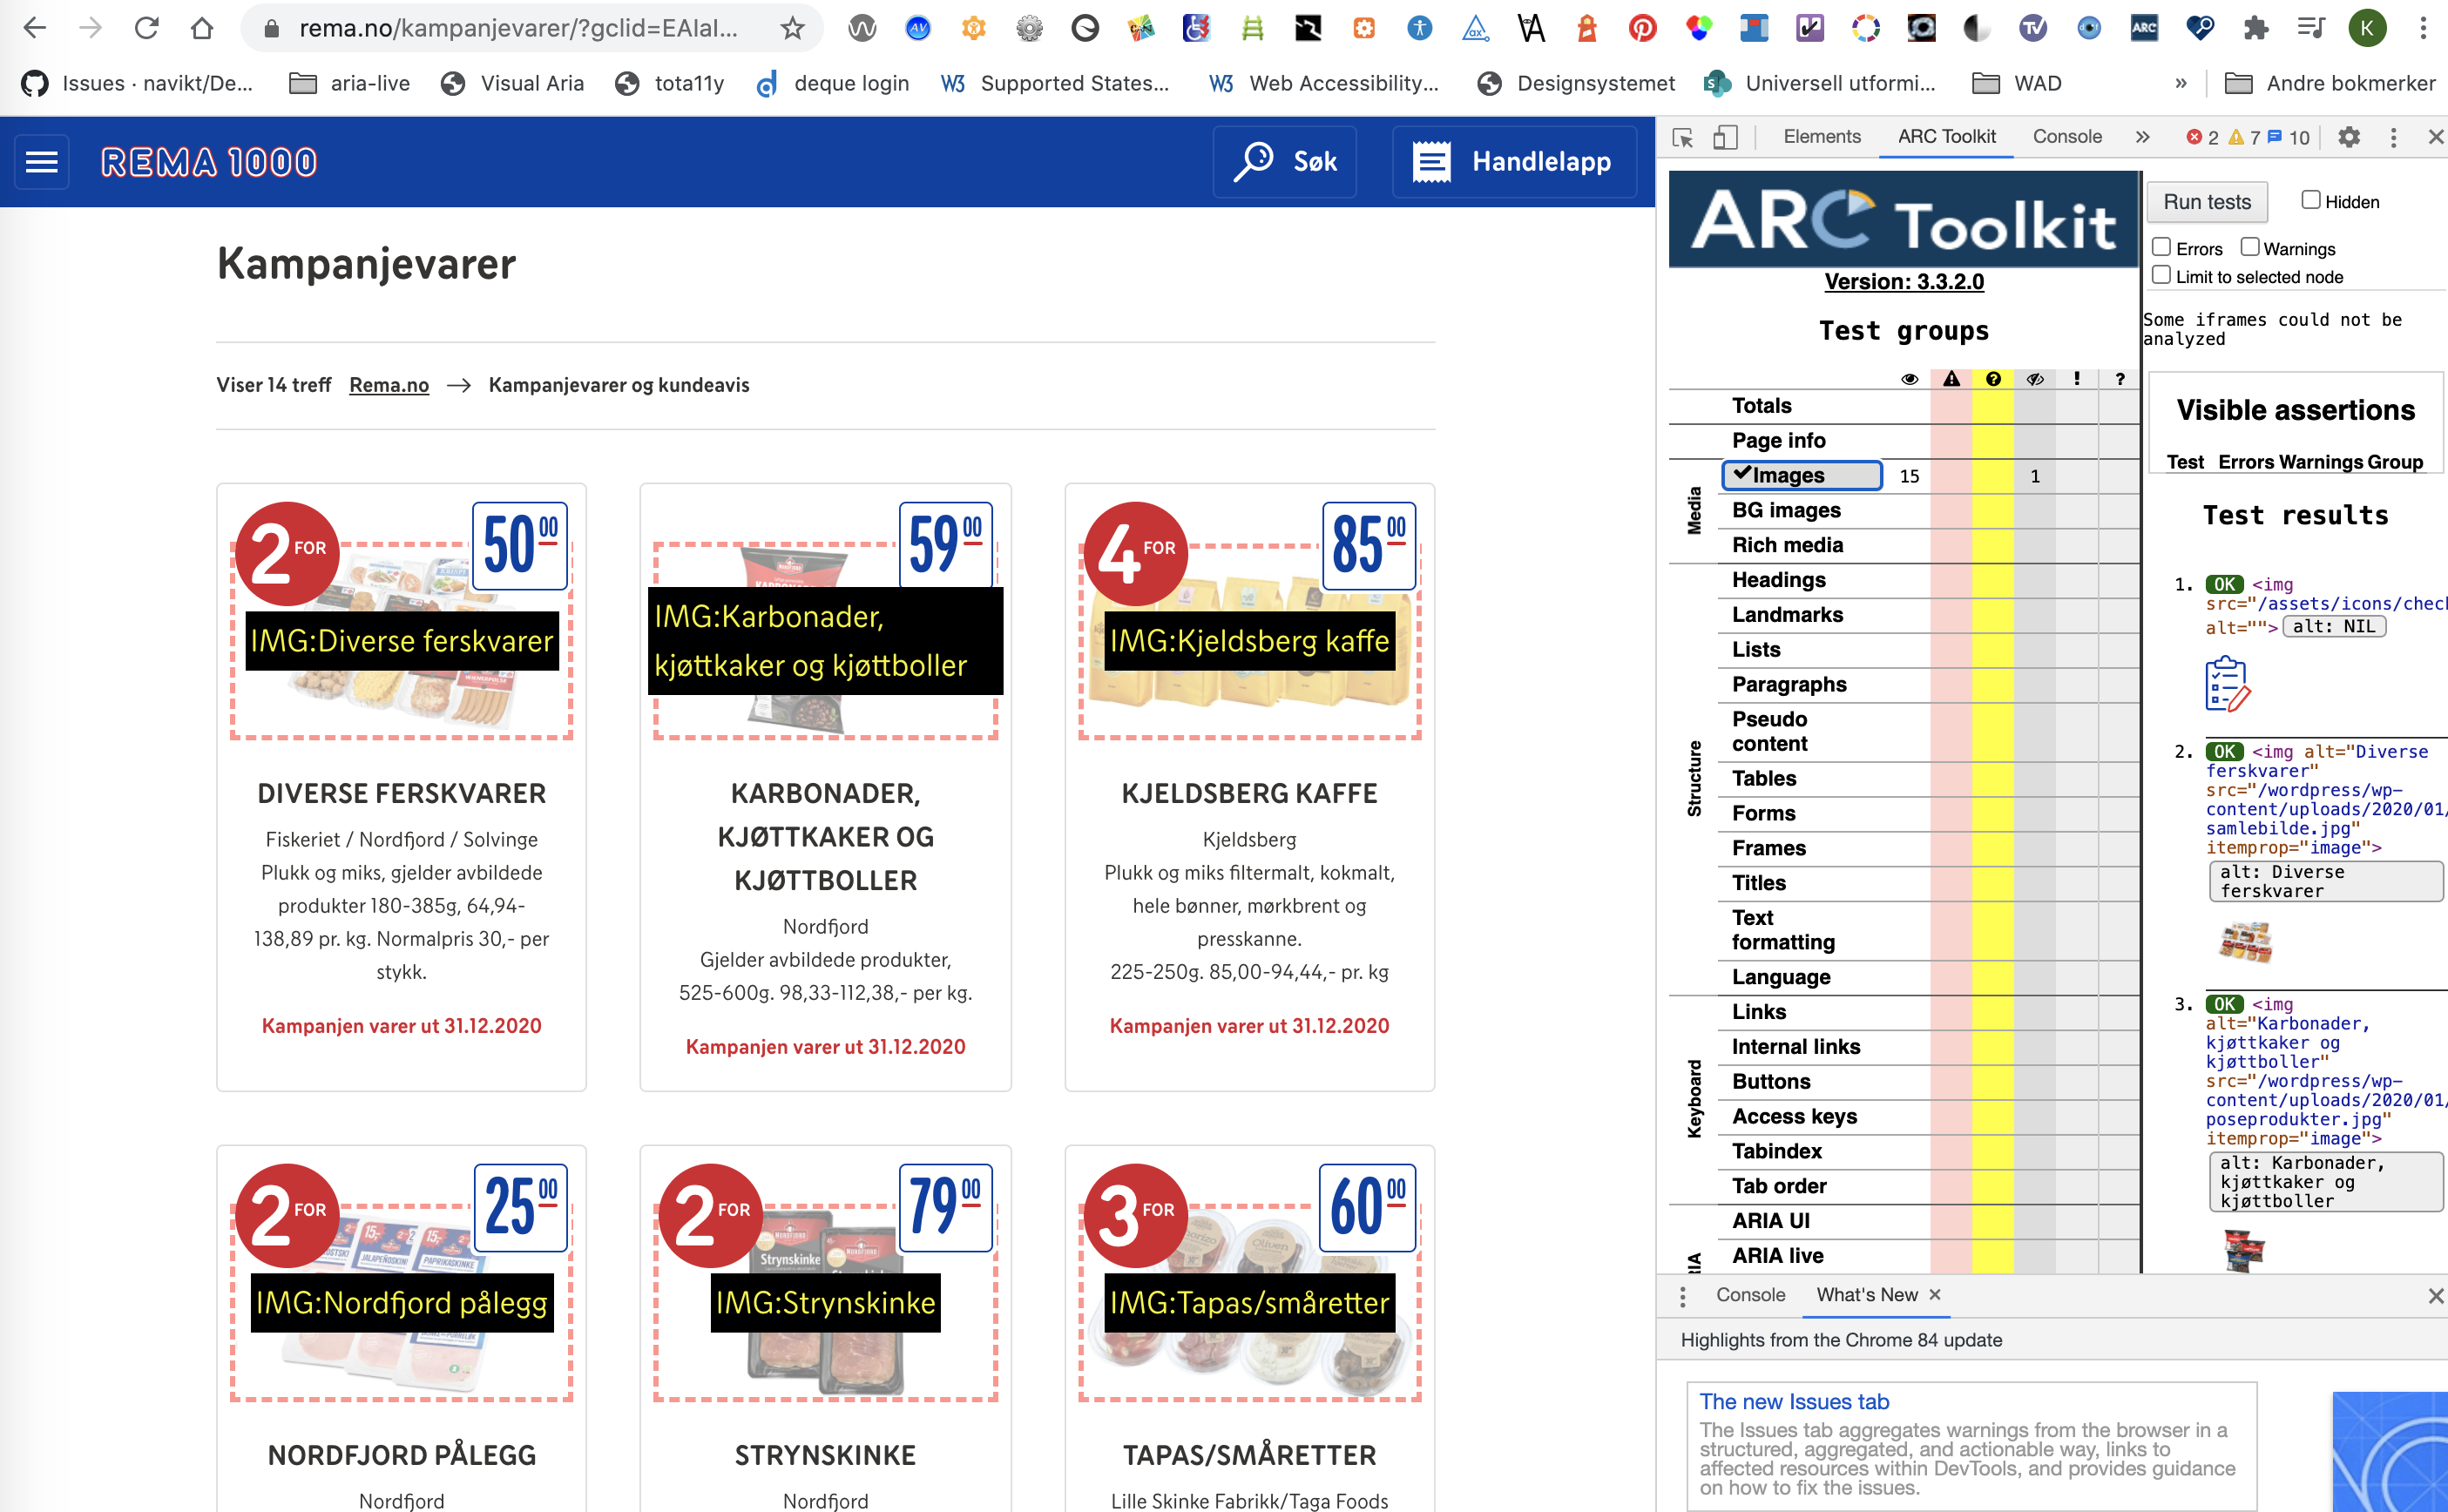 rema.no/kampanjevarer/?gclid=EAIaI...
K
Issues · navikt/De...
aria-live
Visual Aria
tota11y
deque login
Supported States...
Web Accessibility...
Designsystemet
Universell utformi...
WAD
»
Andre bokmerker
REMA 1000
Søk
Handlelapp
Kampanjevarer
Viser 14 treff Rema.no → Kampanjevarer og kundeavis
2 FOR
50 00
IMG:Diverse ferskvarer
DIVERSE FERSKVARER
Fiskeriet / Nordfjord / Solvinge
Plukk og miks, gjelder avbildede
produkter 180-385g, 64,94-
138,89 pr. kg. Normalpris 30,- per
stykk.
Kampanjen varer ut 31.12.2020
59 00
IMG:Karbonader,
kjøttkaker og kjøttboller
KARBONADER,
KJØTTKAKER OG
KJØTTBOLLER
Nordfjord
Gjelder avbildede produkter,
525-600g. 98,33-112,38,- per kg.
Kampanjen varer ut 31.12.2020
4 FOR
85 00
IMG:Kjeldsberg kaffe
KJELDSBERG KAFFE
Kjeldsberg
Plukk og miks filtermalt, kokmalt,
hele bønner, mørkbrent og
presskanne.
225-250g. 85,00-94,44,- pr. kg
Kampanjen varer ut 31.12.2020
2 FOR
25 00
IMG:Nordfjord pålegg
NORDFJORD PÅLEGG
Nordfjord
2 FOR
79 00
Strynskinke
IMG:Strynskinke
STRYNSKINKE
Nordfjord
3 FOR
60 00
IMG:Tapas/småretter
TAPAS/SMÅRETTER
Lille Skinke Fabrikk/Taga Foods
Elements
ARC Toolkit
Console
»
2
7
10
ARC Toolkit
Version: 3.3.2.0
Test groups
Totals
Page info
Media
Images 15 1
BG images
Rich media
Structure
Headings
Landmarks
Lists
Paragraphs
Pseudo
content
Tables
Forms
Frames
Titles
Text
formatting
Language
Keyboard
Links
Internal links
Buttons
Access keys
Tabindex
Tab order
ARIA UI
ARIA live
Run tests
Hidden
Errors Warnings
Limit to selected node
Some iframes could not be
analyzed
Visible assertions
Test Errors Warnings Group
Test results
1. OK <img
src="/assets/icons/check
alt=""> alt: NIL
2. OK <img alt="Diverse
ferskvarer"
src="/wordpress/wp-
content/uploads/2020/01/
samlebilde.jpg"
itemprop="image">
alt: Diverse
ferskvarer
3. OK <img
alt="Karbonader,
kjøttkaker og
kjøttboller"
src="/wordpress/wp-
content/uploads/2020/01/
poseprodukter.jpg"
itemprop="image">
alt: Karbonader,
kjøttkaker og
kjøttboller
Console
What's New
Highlights from the Chrome 84 update
The new Issues tab
The Issues tab aggregates warnings from the browser in a
structured, aggregated, and actionable way, links to
affected resources within DevTools, and provides guidance
on how to fix the issues.